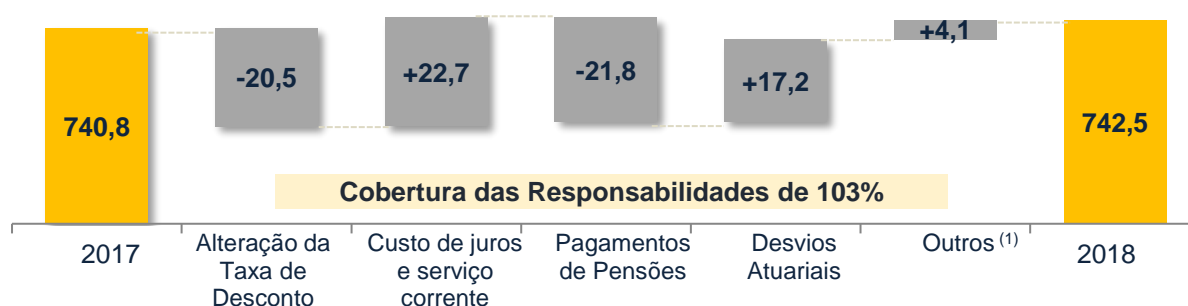 740,8
-20,5
+22,7
-21,8
+17,2
+4,1
742,5
Cobertura das Responsabilidades de 103%
2017
Alteração da
Taxa de
Desconto
Custo de juros
e serviço
corrente
Pagamentos
de Pensões
Desvios
Atuariais
Outros (1)
2018